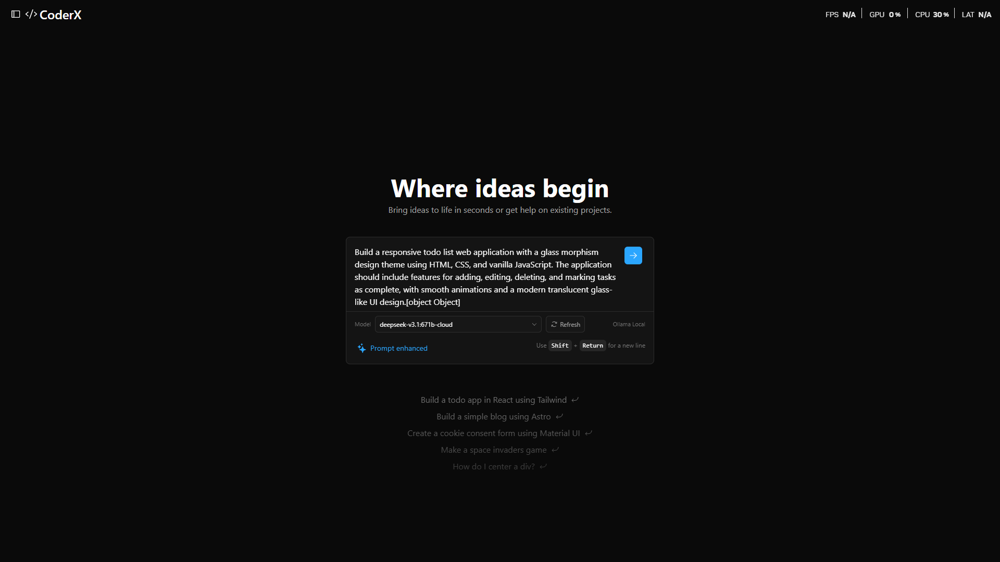 CoderX
FPS N/A GPU 0 % CPU 30 % LAT N/A
Where ideas begin
Bring ideas to life in seconds or get help on existing projects.
Build a responsive todo list web application with a glass morphism
design theme using HTML, CSS, and vanilla JavaScript. The application
should include features for adding, editing, deleting, and marking tasks
as complete, with smooth animations and a modern translucent glass-
like UI design.[object Object]
Model deepseek-v3.1:671b-cloud Refresh Ollama Local
Prompt enhanced Use Shift + Return for a new line
Build a todo app in React using Tailwind
Build a simple blog using Astro
Create a cookie consent form using Material UI
Make a space invaders game
How do I center a div?